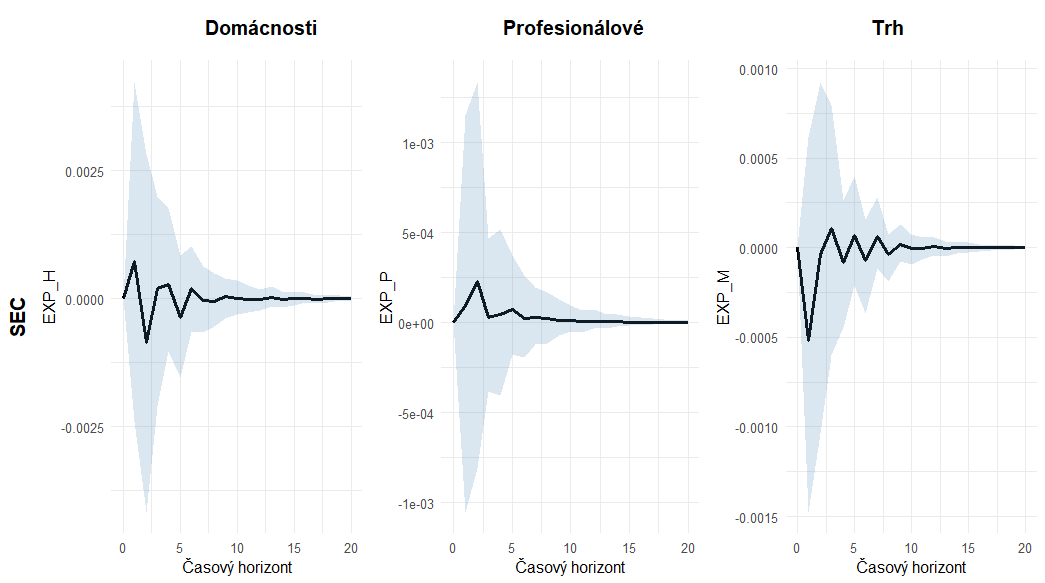 Domácnosti
Profesionálové
Trh
SEC
EXP_H
0.0025
0.0000
-0.0025
0 5 10 15 20
Časový horizont
EXP_P
1e-03
5e-04
0e+00
-5e-04
-1e-03
0 5 10 15 20
Časový horizont
EXP_M
0.0010
0.0005
0.0000
-0.0005
-0.0010
-0.0015
0 5 10 15 20
Časový horizont